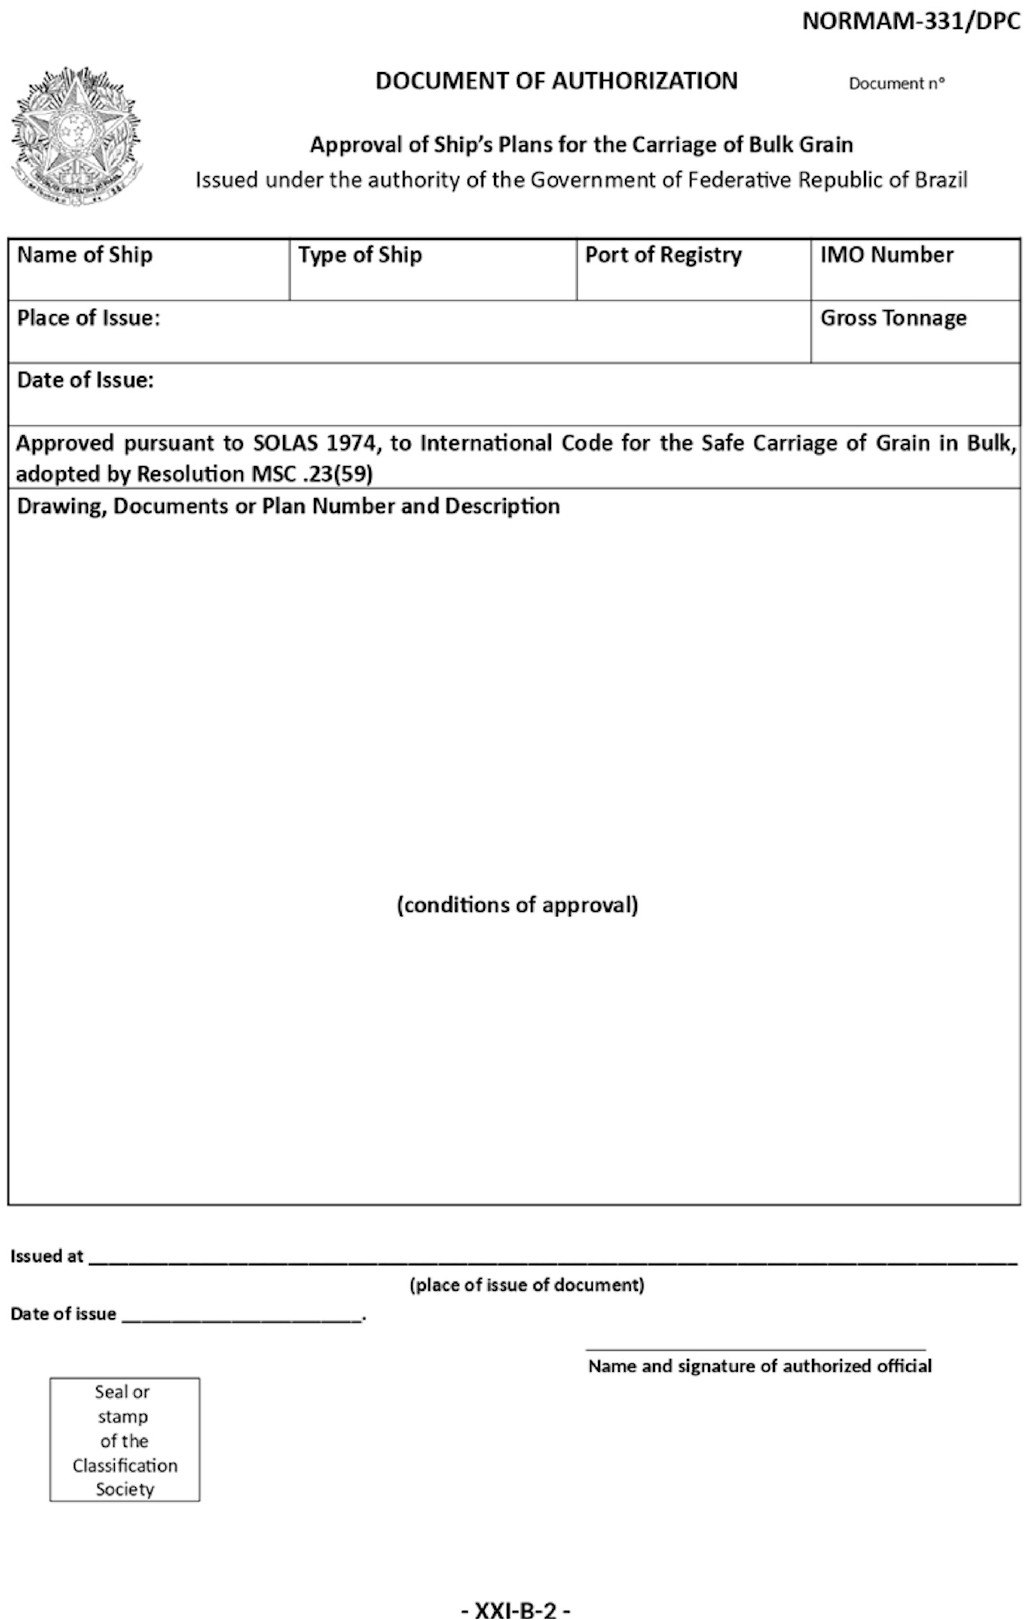 NORMAM-331/DPC
DOCUMENT OF AUTHORIZATION
Document n°
Approval of Ship’s Plans for the Carriage of Bulk Grain
Issued under the authority of the Government of Federative Republic of Brazil
Name of Ship
Type of Ship
Port of Registry
IMO Number
Place of Issue:
Gross Tonnage
Date of Issue:
Approved pursuant to SOLAS 1974, to International Code for the Safe Carriage of Grain in Bulk,
adopted by Resolution MSC .23(59)
Drawing, Documents or Plan Number and Description
(conditions of approval)
Issued at ______________________________________________
(place of issue of document)
Date of issue ________________________.
Name and signature of authorized official
Seal or
stamp
of the
Classification
Society
- XXI-B-2 -